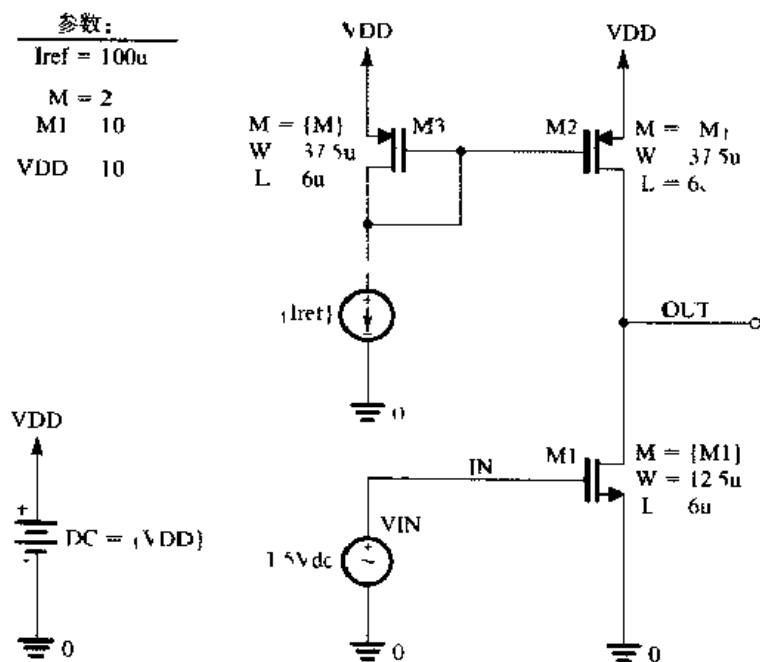 参数:
Iref = 100u
M = 2
M1 10
VDD 10
VDD
VDD
M = {M}
W 37.5u
L 6u
M3
M2
M =
W 37.5u
L = 6
{Iref}
0
OUT
VDD
DC = {VDD}
0
IN
VIN
1.5Vdc
0
M1
M = {M1}
W = 12.5u
L 6u
0